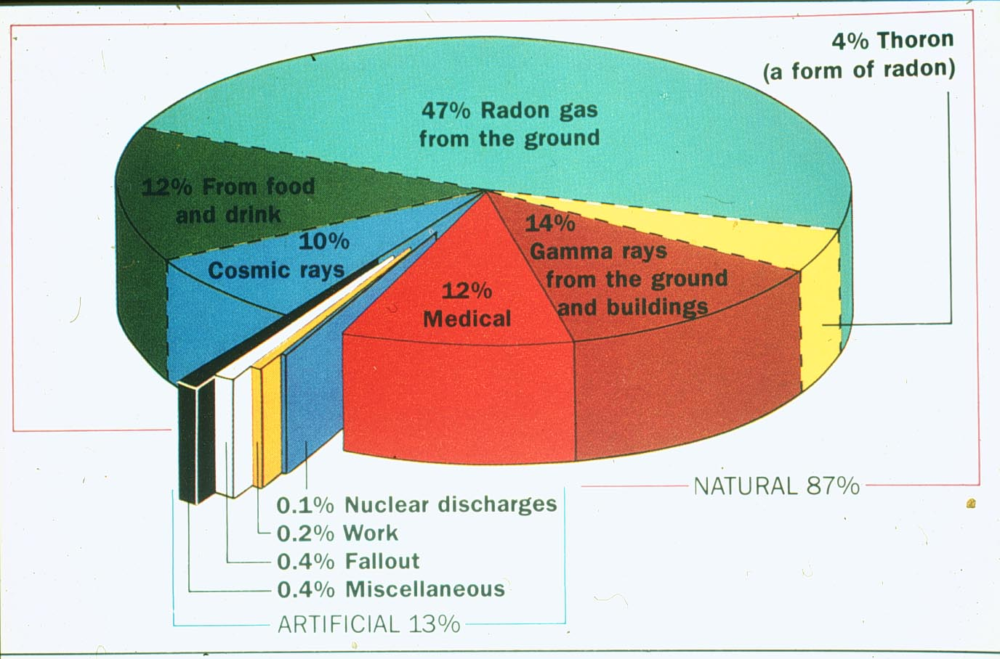 4% Thoron
(a form of radon)
47% Radon gas
from the ground
12% From food
and drink
10%
Cosmic rays
14%
Gamma rays
from the ground
and buildings
12%
Medical
NATURAL 87%
0.1% Nuclear discharges
0.2% Work
0.4% Fallout
0.4% Miscellaneous
ARTIFICIAL 13%